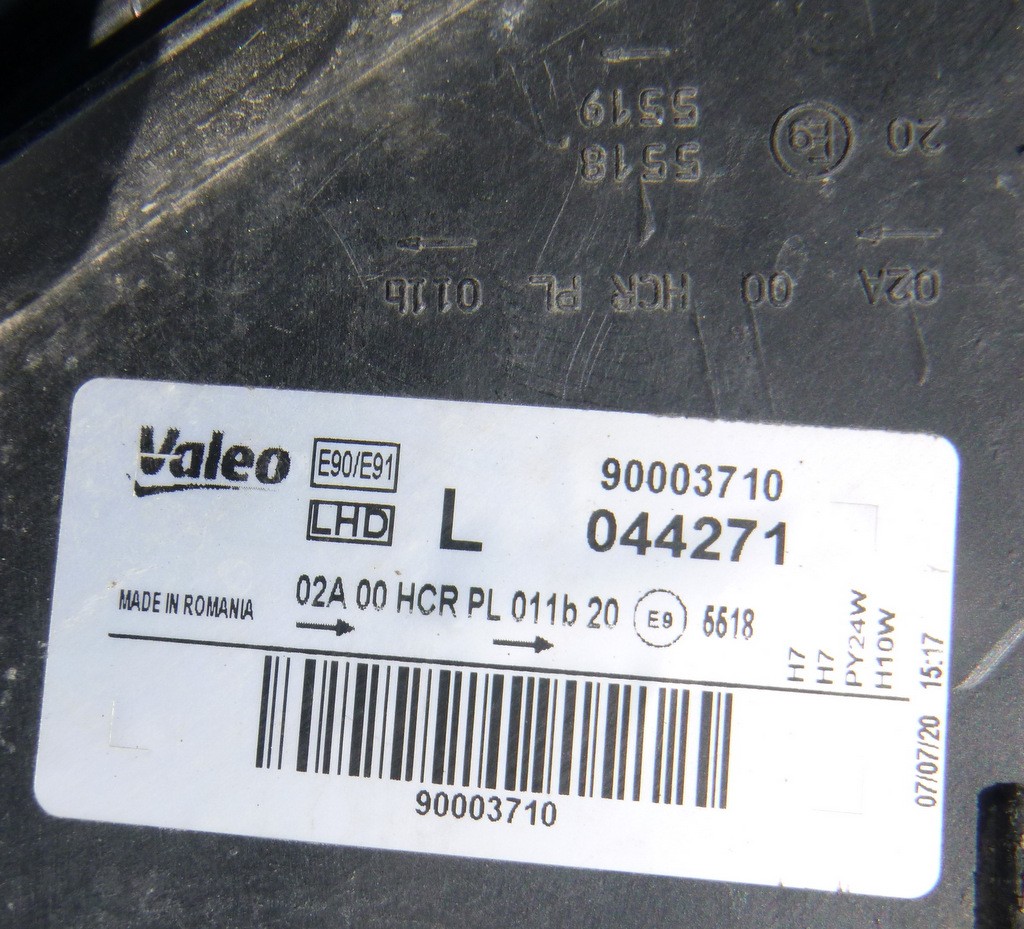 5519
5518
20 E9
02A 00 HCR PL 011b
Valeo
E90/E91
LHD
L
90003710
044271
MADE IN ROMANIA
02A 00 HCR PL 011b 20 E9 5518
H7
H7
PY24W
H10W
07/07/20 15:17
90003710